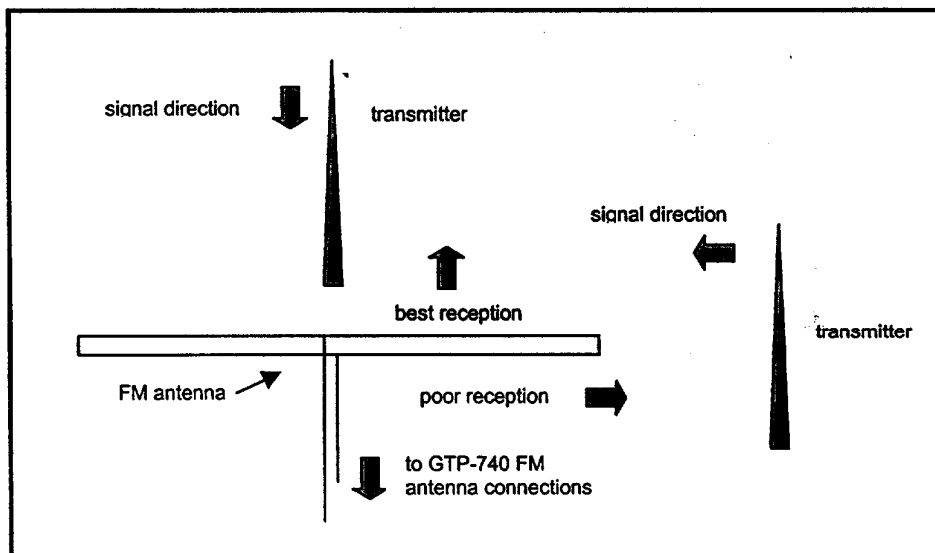 signal direction
transmitter
signal direction
best reception
transmitter
FM antenna
poor reception
to GTP-740 FM
antenna connections